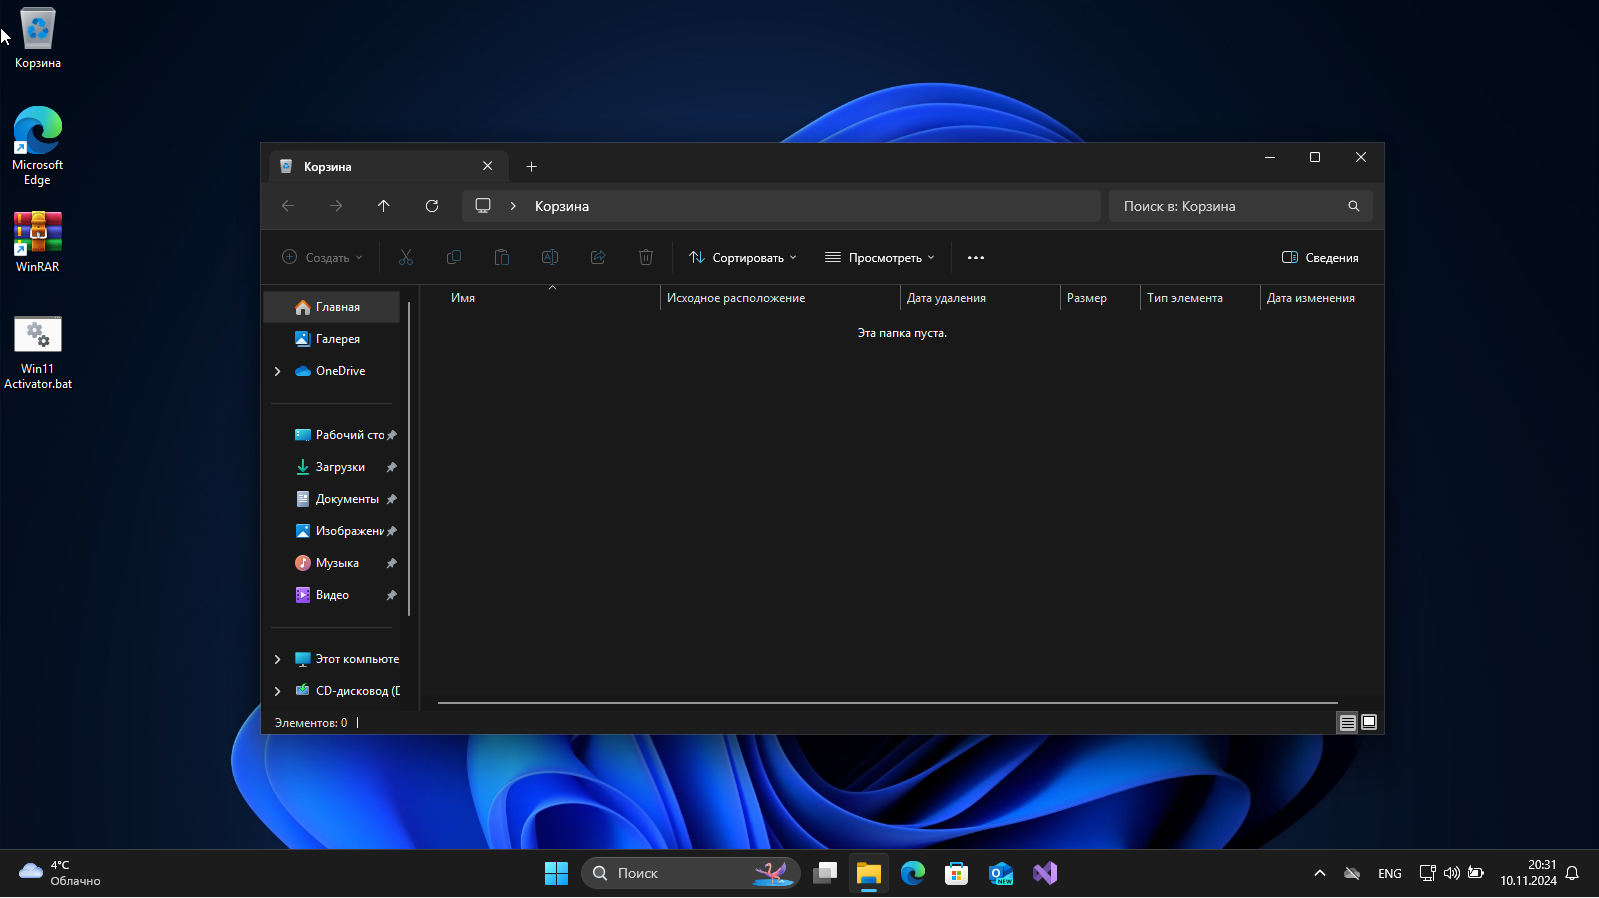 Корзина
Microsoft
Edge
WinRAR
Win11
Activator.bat
Корзина
Корзина
Поиск в: Корзина
Создать
Сортировать
Просмотреть
Сведения
Главная
Галерея
OneDrive
Рабочий сто
Загрузки
Документы
Изображени
Музыка
Видео
Этот компьюте
CD-дисковод (D
Имя
Исходное расположение
Дата удаления
Размер
Тип элемента
Дата изменения
Эта папка пуста.
Элементов: 0
4°C
Облачно
Поиск
NEW
ENG
20:31
10.11.2024